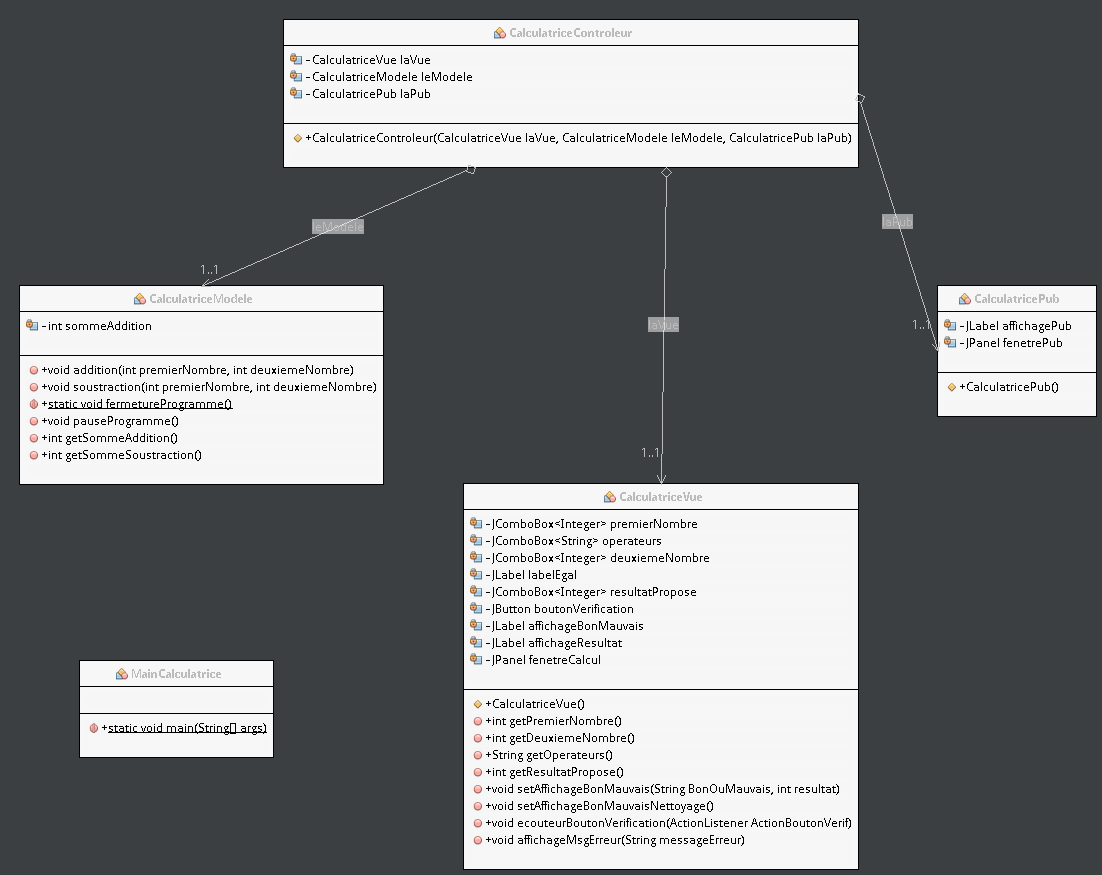 CalculatriceControleur
- CalculatriceVue laVue
- CalculatriceModele leModele
- CalculatricePub laPub
+CalculatriceControleur(CalculatriceVue laVue, CalculatriceModele leModele, CalculatricePub laPub)
leModele
laVue
laPub
1..1
1..1
1..1
CalculatriceModele
- int sommeAddition
+void addition(int premierNombre, int deuxiemeNombre)
+void soustraction(int premierNombre, int deuxiemeNombre)
+static void fermetureProgramme()
+void pauseProgramme()
+int getSommeAddition()
+int getSommeSoustraction()
CalculatricePub
- JLabel affichagePub
- JPanel fenetrePub
+CalculatricePub()
CalculatriceVue
- JComboBox<Integer> premierNombre
- JComboBox<String> operateurs
- JComboBox<Integer> deuxiemeNombre
- JLabel labelEgal
- JComboBox<Integer> resultatPropose
- JButton boutonVerification
- JLabel affichageBonMauvais
- JLabel affichageResultat
- JPanel fenetreCalcul
+CalculatriceVue()
+int getPremierNombre()
+int getDeuxiemeNombre()
+String getOperateurs()
+int getResultatPropose()
+void setAffichageBonMauvais(String BonOuMauvais, int resultat)
+void setAffichageBonMauvaisNettoyage()
+void ecouteurBoutonVerification(ActionListener ActionBoutonVerif)
+void affichageMsgErreur(String messageErreur)
MainCalculatrice
+static void main(String[] args)